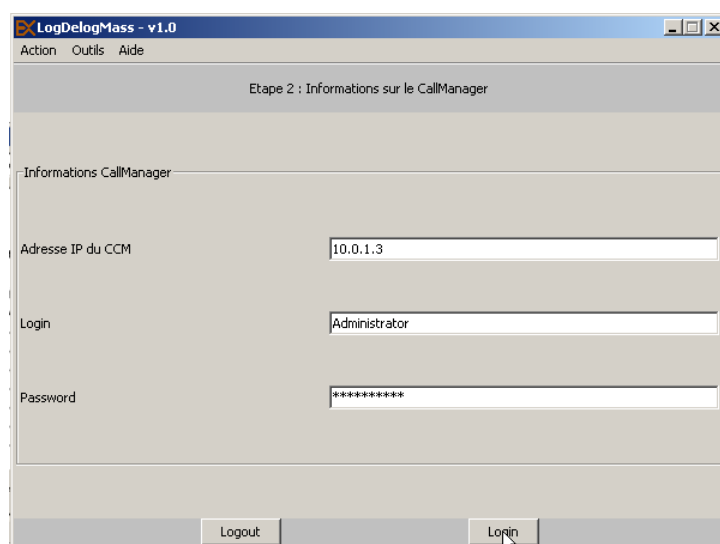 LogDelogMass - v1.0
Action Outils Aide
Etape 2 : Informations sur le CallManager
Informations CallManager
Adresse IP du CCM 10.0.1.3
Login Administrator
Password **********
Logout Login